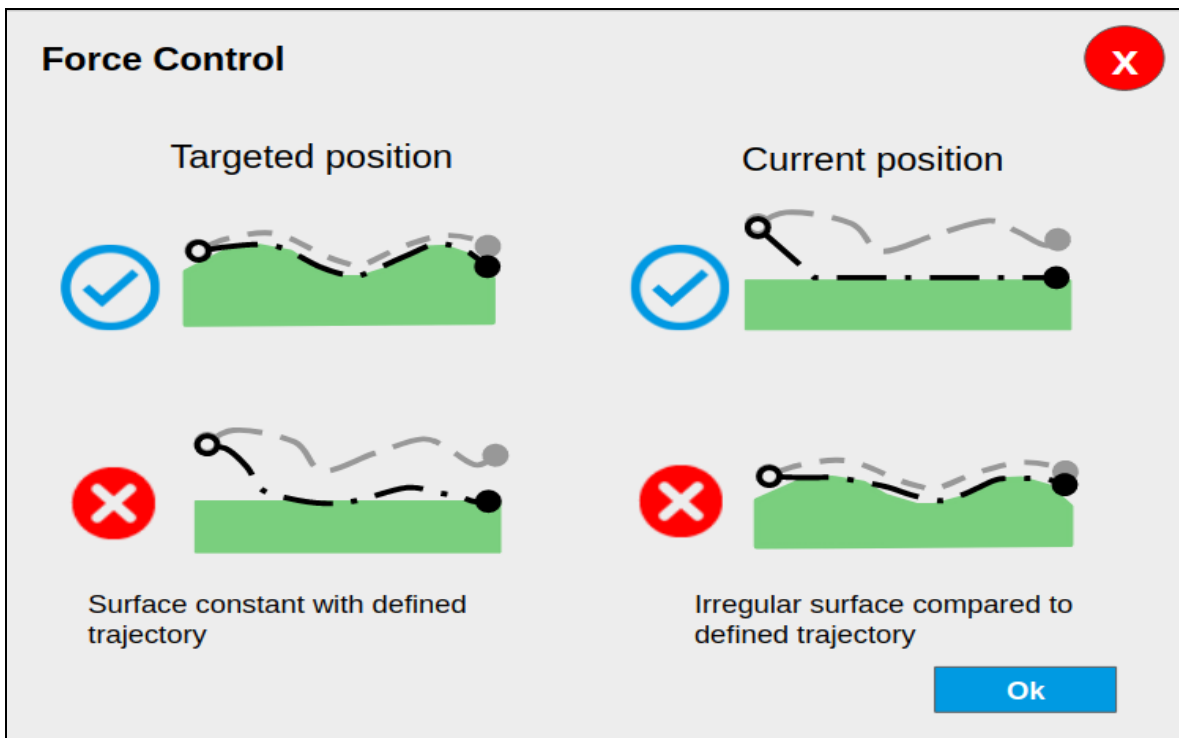 Force Control
x
Targeted position
Current position
Surface constant with defined
trajectory
Irregular surface compared to
defined trajectory
Ok